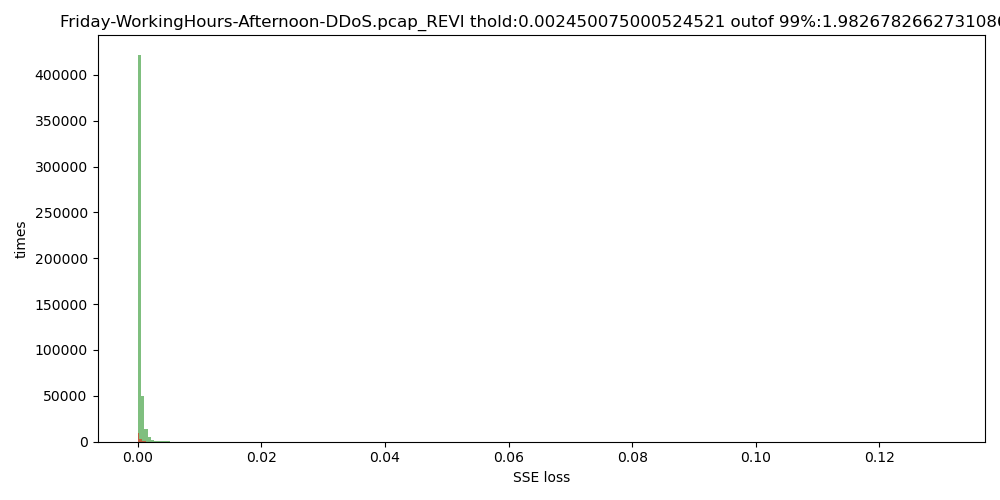 Friday-WorkingHours-Afternoon-DDoS.pcap_REVI thold:0.002450075000524521 outof 99%:1.982678266273108
400000
350000
300000
250000
200000
150000
100000
50000
0
times
0.00 0.02 0.04 0.06 0.08 0.10 0.12
SSE loss